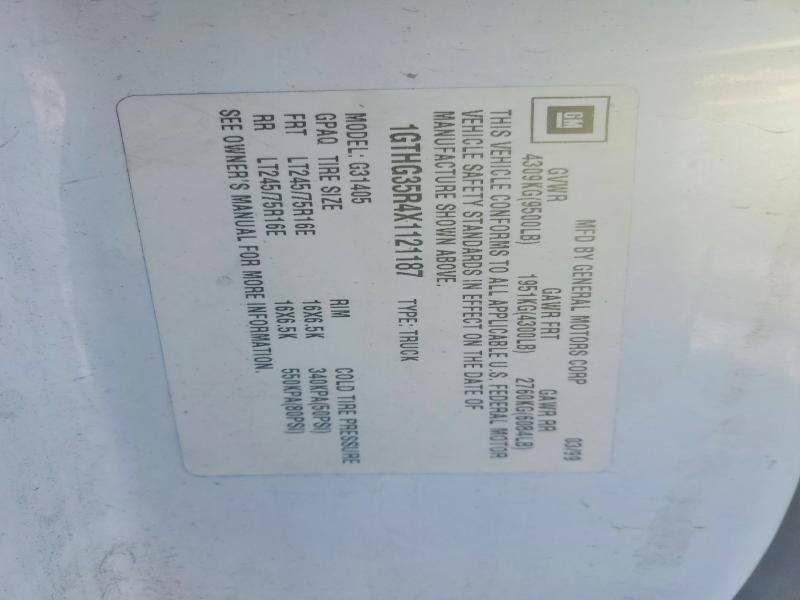 GM
MFD BY GENERAL MOTORS CORP
03/99
GVWR GAWR FRT GAWR RR
4309KG(9500LB) 1951KG(4300LB) 2760KG(6084LB)
THIS VEHICLE CONFORMS TO ALL APPLICABLE U.S. FEDERAL MOTOR
VEHICLE SAFETY STANDARDS IN EFFECT ON THE DATE OF
MANUFACTURE SHOWN ABOVE.
1GTHG35R4X1121187 TYPE: TRUCK
MODEL: G31405
GPAQ TIRE SIZE RIM COLD TIRE PRESSURE
FRT LT245/75R16E 16X6.5K 340KPA(50PSI)
RR LT245/75R16E 16X6.5K 550KPA(80PSI)
SEE OWNER'S MANUAL FOR MORE INFORMATION.